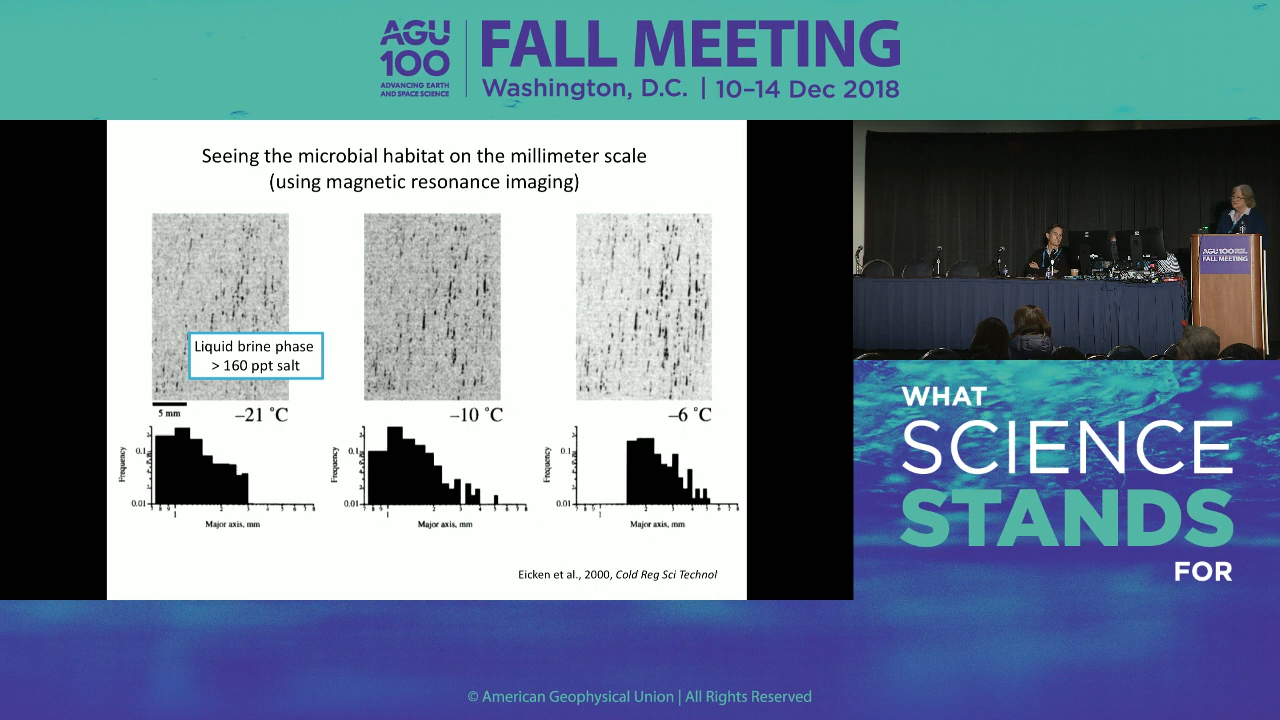 AGU
100
ADVANCING EARTH
AND SPACE SCIENCE
FALL MEETING
Washington, D.C. | 10–14 Dec 2018
Seeing the microbial habitat on the millimeter scale
(using magnetic resonance imaging)
Liquid brine phase
> 160 ppt salt
5 mm
–21 °C
–10 °C
–6 °C
Frequency
0.1
0.01
Major axis, mm
Frequency
0.1
0.01
Major axis, mm
Frequency
0.1
0.01
Major axis, mm
Eicken et al., 2000, Cold Reg Sci Technol
AGU100
FALL MEETING
WHAT
SCIENCE
STANDS
FOR
© American Geophysical Union | All Rights Reserved